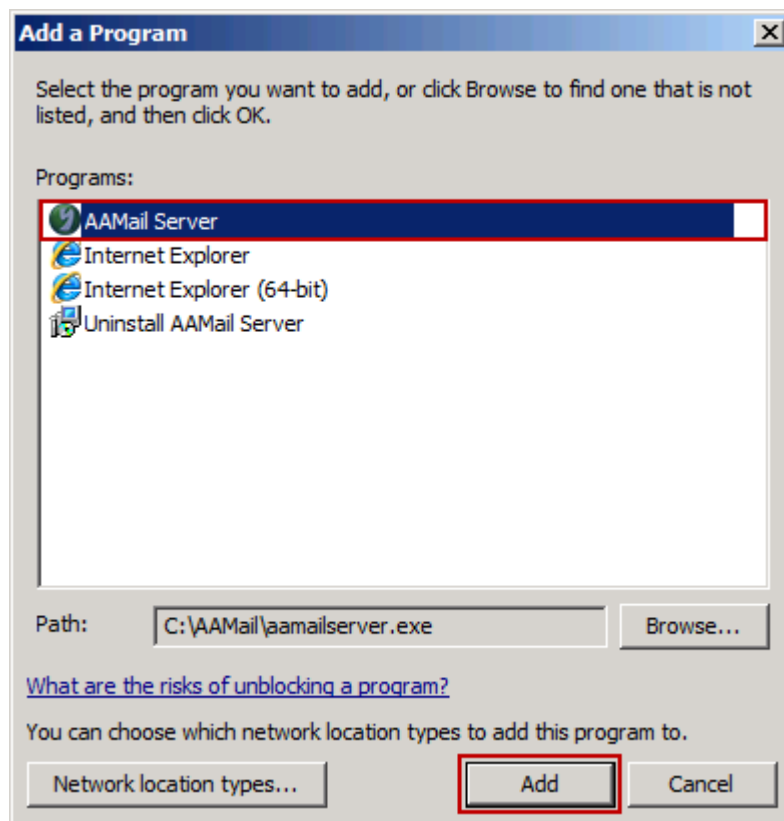 Add a Program
Select the program you want to add, or click Browse to find one that is not
listed, and then click OK.
Programs:
AAMail Server
Internet Explorer
Internet Explorer (64-bit)
Uninstall AAMail Server
Path:
C:\AAMail\aamailserver.exe
Browse...
What are the risks of unblocking a program?
You can choose which network location types to add this program to.
Network location types...
Add
Cancel